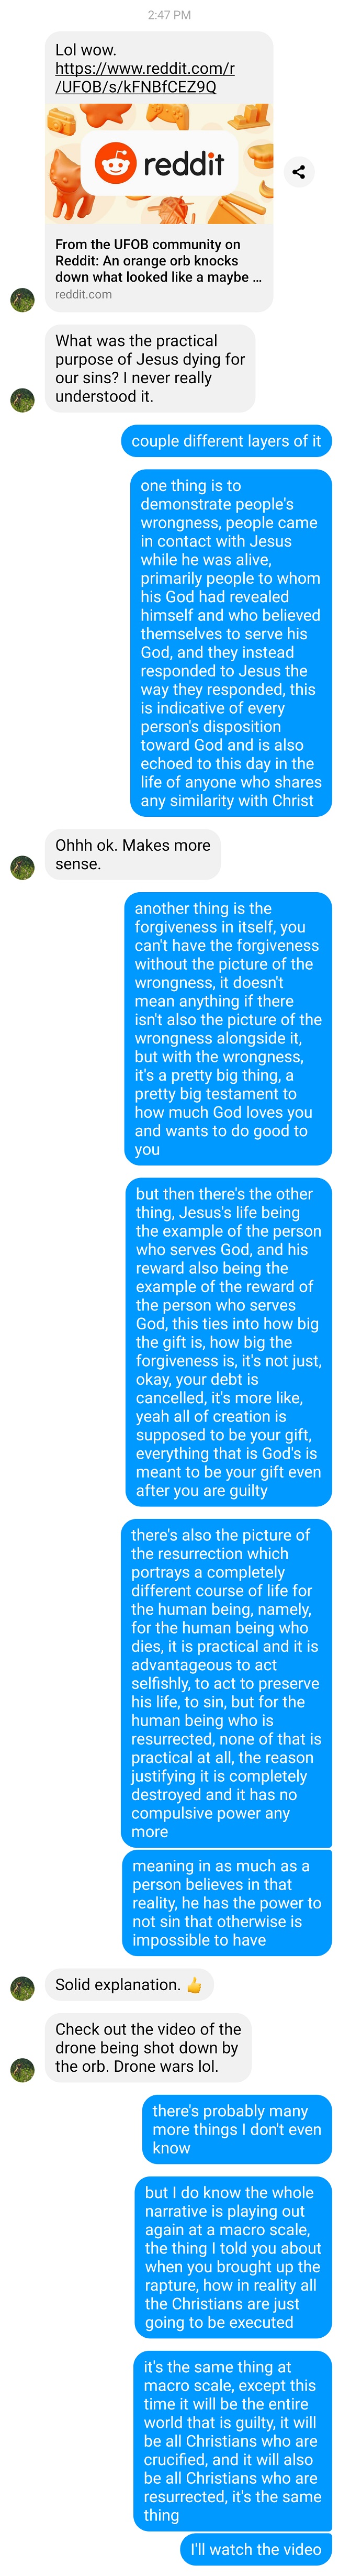 2:47 PM
Lol wow.
https://www.reddit.com/r
/UFOB/s/kFNBfCEZ9Q
reddit
From the UFOB community on
Reddit: An orange orb knocks
down what looked like a maybe ...
reddit.com
What was the practical
purpose of Jesus dying for
our sins? I never really
understood it.
couple different layers of it
one thing is to
demonstrate people's
wrongness, people came
in contact with Jesus
while he was alive,
primarily people to whom
his God had revealed
himself and who believed
themselves to serve his
God, and they instead
responded to Jesus the
way they responded, this
is indicative of every
person's disposition
toward God and is also
echoed to this day in the
life of anyone who shares
any similarity with Christ
Ohhh ok. Makes more
sense.
another thing is the
forgiveness in itself, you
can't have the forgiveness
without the picture of the
wrongness, it doesn't
mean anything if there
isn't also the picture of the
wrongness alongside it,
but with the wrongness,
it's a pretty big thing, a
pretty big testament to
how much God loves you
and wants to do good to
you
but then there's the other
thing, Jesus's life being
the example of the person
who serves God, and his
reward also being the
example of the reward of
the person who serves
God, this ties into how big
the gift is, how big the
forgiveness is, it's not just,
okay, your debt is
cancelled, it's more like,
yeah all of creation is
supposed to be your gift,
everything that is God's is
meant to be your gift even
after you are guilty
there's also the picture of
the resurrection which
portrays a completely
different course of life for
the human being, namely,
for the human being who
dies, it is practical and it is
advantageous to act
selfishly, to act to preserve
his life, to sin, but for the
human being who is
resurrected, none of that is
practical at all, the reason
justifying it is completely
destroyed and it has no
compulsive power any
more
meaning in as much as a
person believes in that
reality, he has the power to
not sin that otherwise is
impossible to have
Solid explanation. 👍
Check out the video of the
drone being shot down by
the orb. Drone wars lol.
there's probably many
more things I don't even
know
but I do know the whole
narrative is playing out
again at a macro scale,
the thing I told you about
when you brought up the
rapture, how in reality all
the Christians are just
going to be executed
it's the same thing at
macro scale, except this
time it will be the entire
world that is guilty, it will
be all Christians who are
crucified, and it will also
be all Christians who are
resurrected, it's the same
thing
I'll watch the video